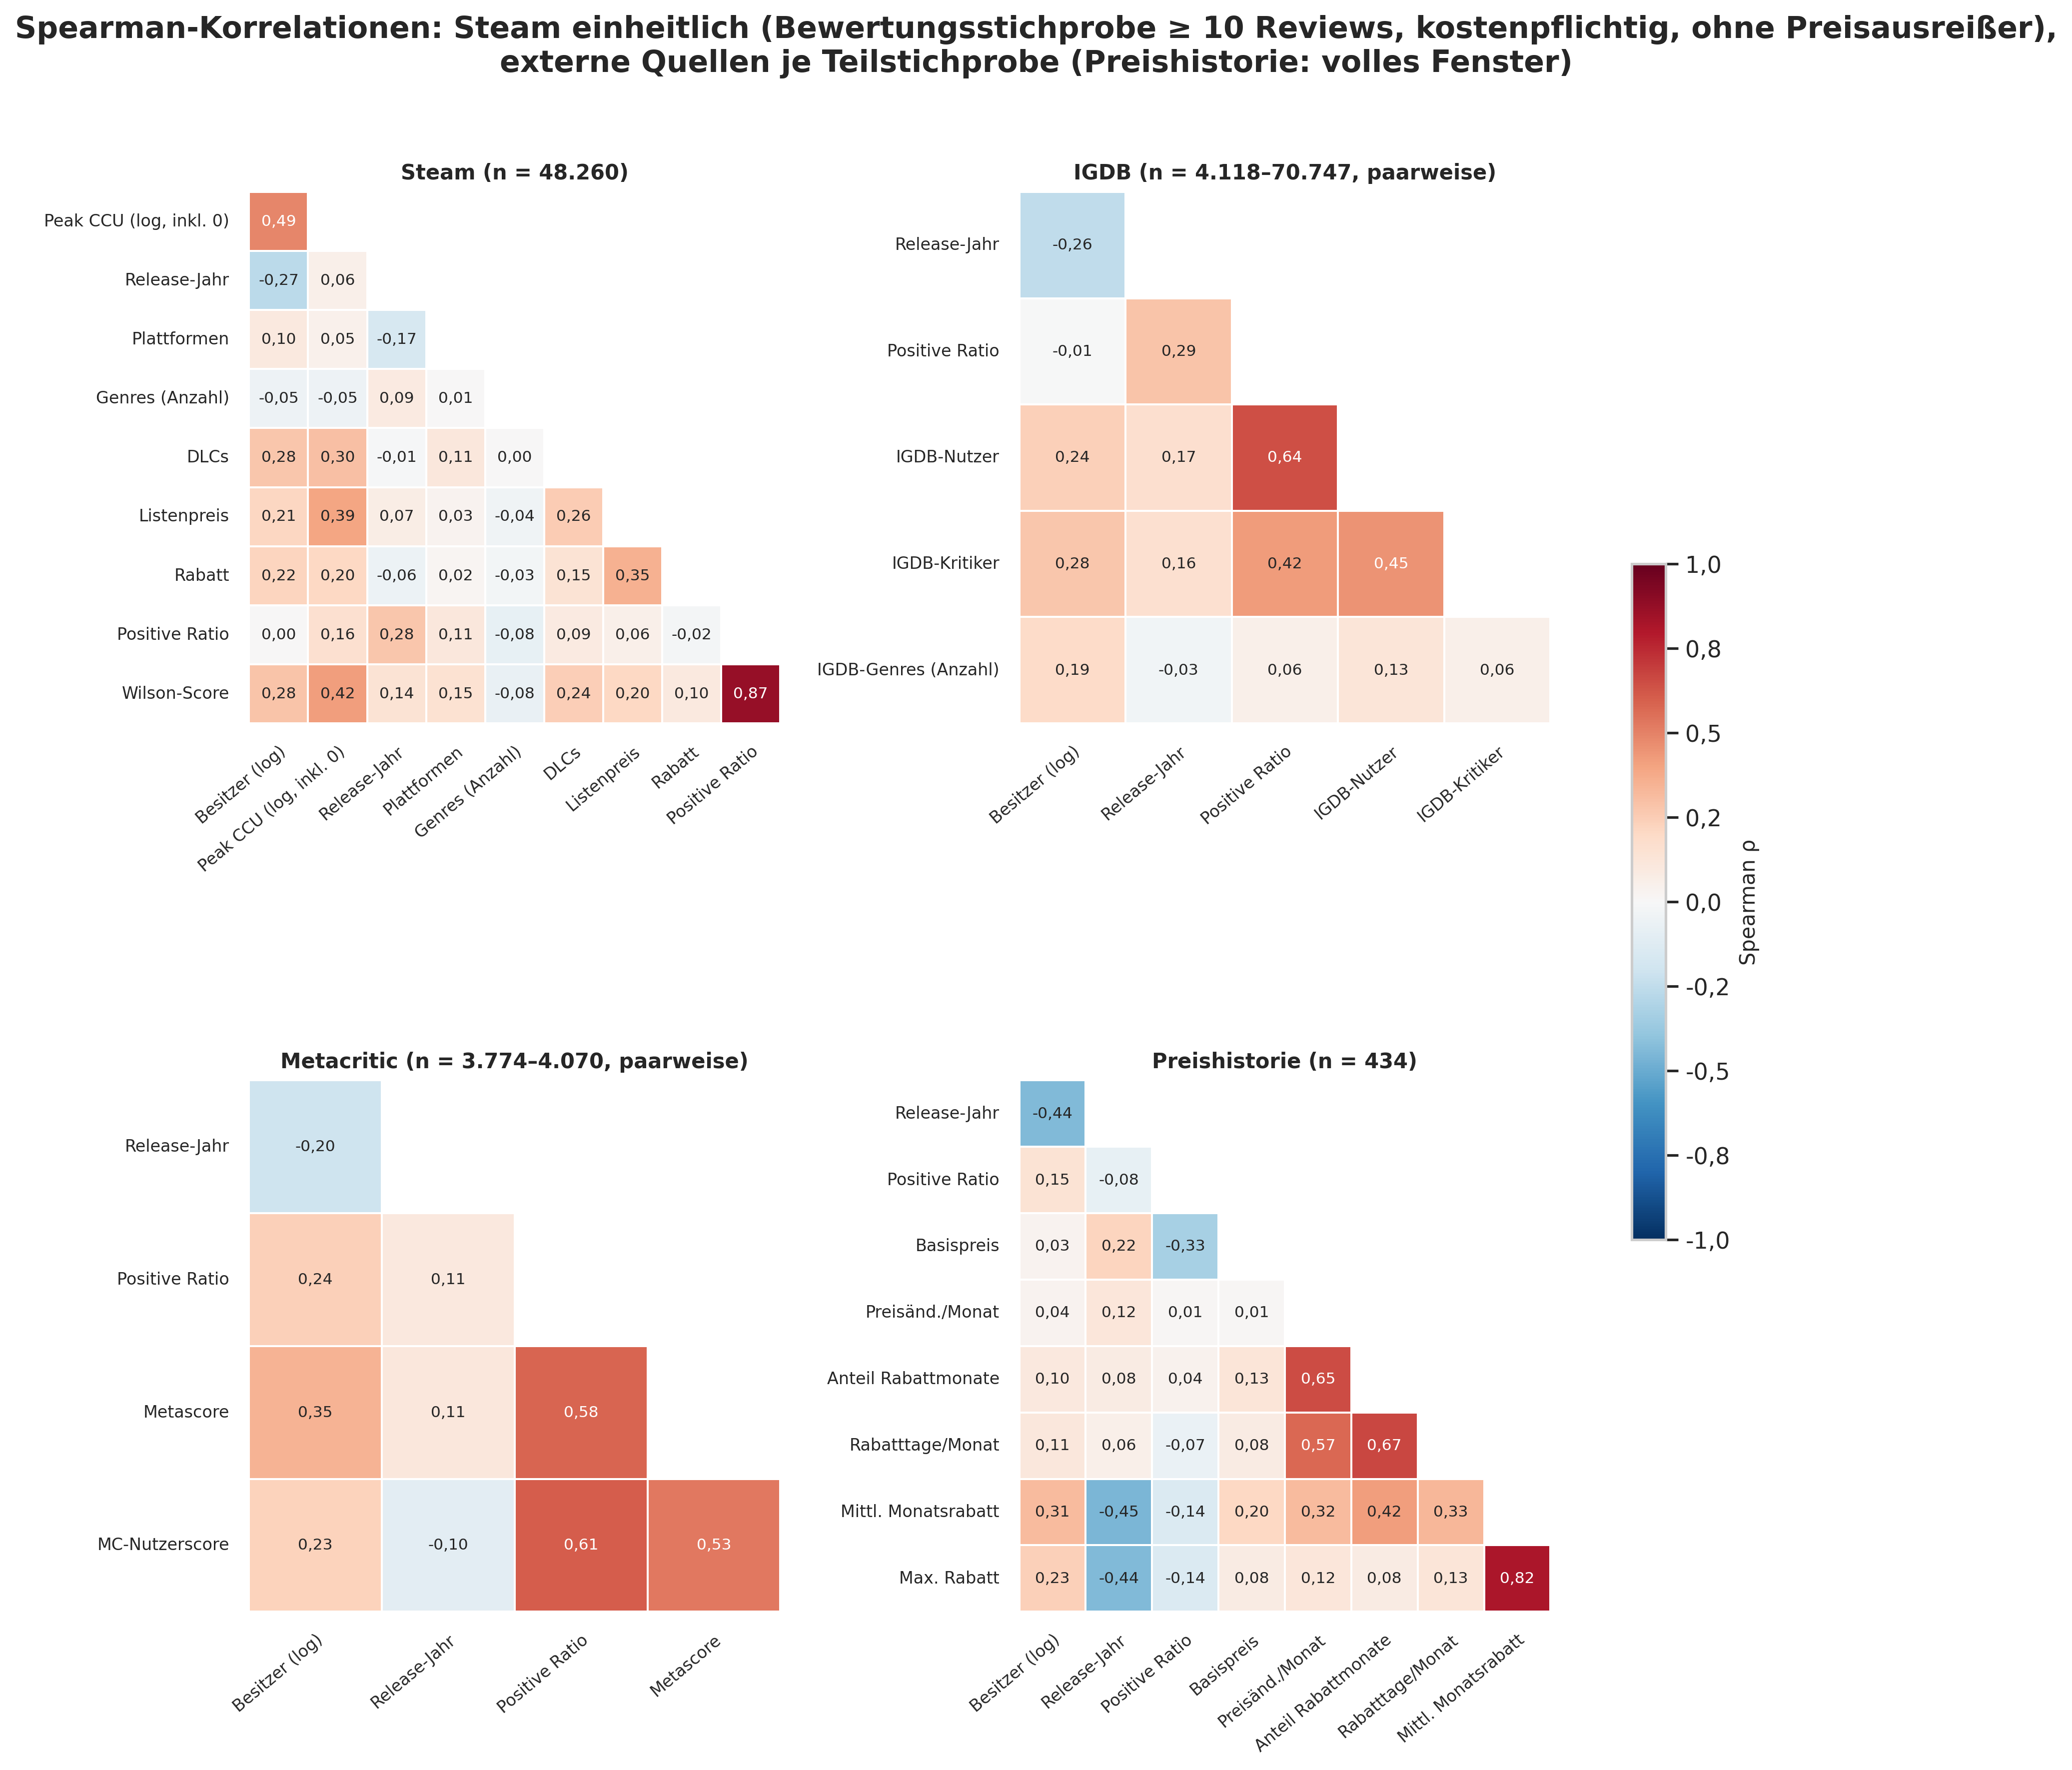 Spearman-Korrelationen: Steam einheitlich (Bewertungsstichprobe ≥ 10 Reviews, kostenpflichtig, ohne Preisausreißer),
externe Quellen je Teilstichprobe (Preishistorie: volles Fenster)
Steam (n = 48.260)
Peak CCU (log, inkl. 0) 0,49
Release-Jahr -0,27 0,06
Plattformen 0,10 0,05 -0,17
Genres (Anzahl) -0,05 -0,05 0,09 0,01
DLCs 0,28 0,30 -0,01 0,11 0,00
Listenpreis 0,21 0,39 0,07 0,03 -0,04 0,26
Rabatt 0,22 0,20 -0,06 0,02 -0,03 0,15 0,35
Positive Ratio 0,00 0,16 0,28 0,11 -0,08 0,09 0,06 -0,02
Wilson-Score 0,28 0,42 0,14 0,15 -0,08 0,24 0,20 0,10 0,87
Besitzer (log)
Peak CCU (log, inkl. 0)
Release-Jahr
Plattformen
Genres (Anzahl)
DLCs
Listenpreis
Rabatt
Positive Ratio
IGDB (n = 4.118–70.747, paarweise)
Release-Jahr -0,26
Positive Ratio -0,01 0,29
IGDB-Nutzer 0,24 0,17 0,64
IGDB-Kritiker 0,28 0,16 0,42 0,45
IGDB-Genres (Anzahl) 0,19 -0,03 0,06 0,13 0,06
Besitzer (log)
Release-Jahr
Positive Ratio
IGDB-Nutzer
IGDB-Kritiker
1,0
0,8
0,5
0,2
0,0
-0,2
-0,5
-0,8
-1,0
Spearman ρ
Metacritic (n = 3.774–4.070, paarweise)
Release-Jahr -0,20
Positive Ratio 0,24 0,11
Metascore 0,35 0,11 0,58
MC-Nutzerscore 0,23 -0,10 0,61 0,53
Besitzer (log)
Release-Jahr
Positive Ratio
Metascore
Preishistorie (n = 434)
Release-Jahr -0,44
Positive Ratio 0,15 -0,08
Basispreis 0,03 0,22 -0,33
Preisänd./Monat 0,04 0,12 0,01 0,01
Anteil Rabattmonate 0,10 0,08 0,04 0,13 0,65
Rabatttage/Monat 0,11 0,06 -0,07 0,08 0,57 0,67
Mittl. Monatsrabatt 0,31 -0,45 -0,14 0,20 0,32 0,42 0,33
Max. Rabatt 0,23 -0,44 -0,14 0,08 0,12 0,08 0,13 0,82
Besitzer (log)
Release-Jahr
Positive Ratio
Basispreis
Preisänd./Monat
Anteil Rabattmonate
Rabatttage/Monat
Mittl. Monatsrabatt